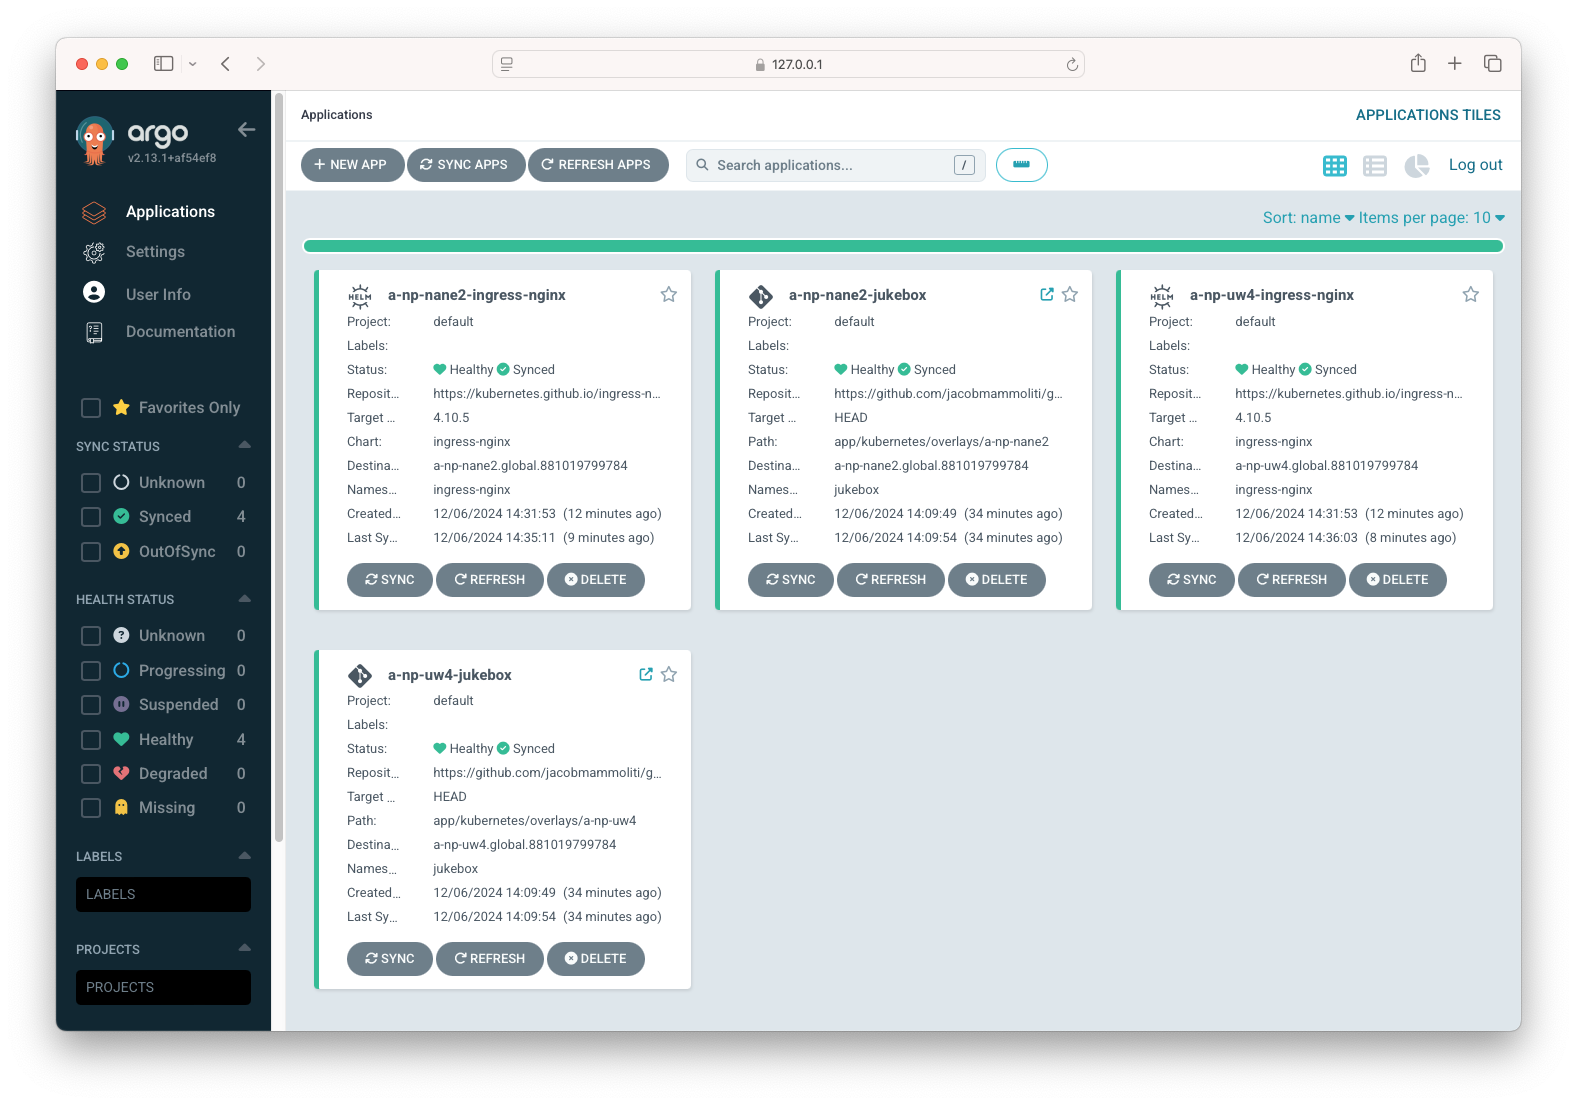 127.0.0.1
argo
v2.13.1+af54ef8
Applications
Settings
User Info
Documentation
Favorites Only
SYNC STATUS
Unknown 0
Synced 4
OutOfSync 0
HEALTH STATUS
Unknown 0
Progressing 0
Suspended 0
Healthy 4
Degraded 0
Missing 0
LABELS
LABELS
PROJECTS
PROJECTS
Applications
APPLICATIONS TILES
+ NEW APP
SYNC APPS
REFRESH APPS
Search applications...
/
Log out
Sort: name
Items per page: 10
HELM
a-np-nane2-ingress-nginx
Project: default
Labels:
Status: Healthy Synced
Reposit... https://kubernetes.github.io/ingress-n...
Target ... 4.10.5
Chart: ingress-nginx
Destina... a-np-nane2.global.881019799784
Names... ingress-nginx
Created... 12/06/2024 14:31:53 (12 minutes ago)
Last Sy... 12/06/2024 14:35:11 (9 minutes ago)
SYNC REFRESH DELETE
a-np-nane2-jukebox
Project: default
Labels:
Status: Healthy Synced
Reposit... https://github.com/jacobmammoliti/g...
Target ... HEAD
Path: app/kubernetes/overlays/a-np-nane2
Destina... a-np-nane2.global.881019799784
Names... jukebox
Created... 12/06/2024 14:09:49 (34 minutes ago)
Last Sy... 12/06/2024 14:09:54 (34 minutes ago)
SYNC REFRESH DELETE
HELM
a-np-uw4-ingress-nginx
Project: default
Labels:
Status: Healthy Synced
Reposit... https://kubernetes.github.io/ingress-n...
Target ... 4.10.5
Chart: ingress-nginx
Destina... a-np-uw4.global.881019799784
Names... ingress-nginx
Created... 12/06/2024 14:31:53 (12 minutes ago)
Last Sy... 12/06/2024 14:36:03 (8 minutes ago)
SYNC REFRESH DELETE
a-np-uw4-jukebox
Project: default
Labels:
Status: Healthy Synced
Reposit... https://github.com/jacobmammoliti/g...
Target ... HEAD
Path: app/kubernetes/overlays/a-np-uw4
Destina... a-np-uw4.global.881019799784
Names... jukebox
Created... 12/06/2024 14:09:49 (34 minutes ago)
Last Sy... 12/06/2024 14:09:54 (34 minutes ago)
SYNC REFRESH DELETE